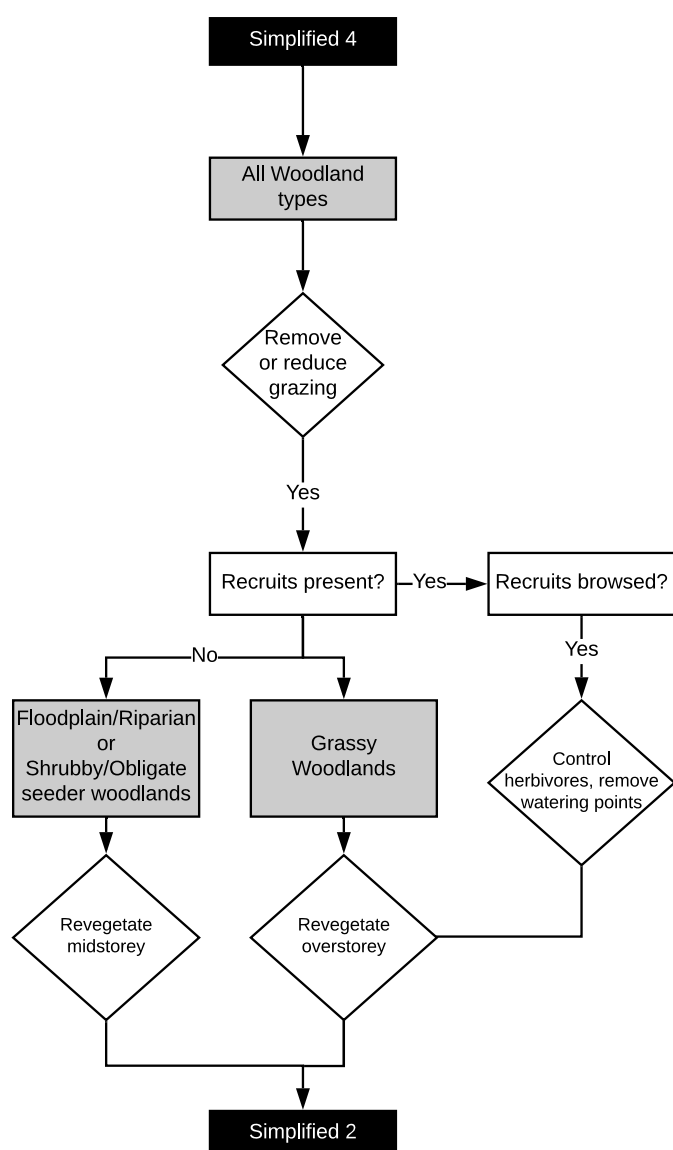 Simplified 4
All Woodland
types
Remove
or reduce
grazing
Yes
Recruits present?
Yes
Recruits browsed?
No
Yes
Floodplain/Riparian
or
Shrubby/Obligate
seeder woodlands
Grassy
Woodlands
Control
herbivores, remove
watering points
Revegetate
midstorey
Revegetate
overstorey
Simplified 2